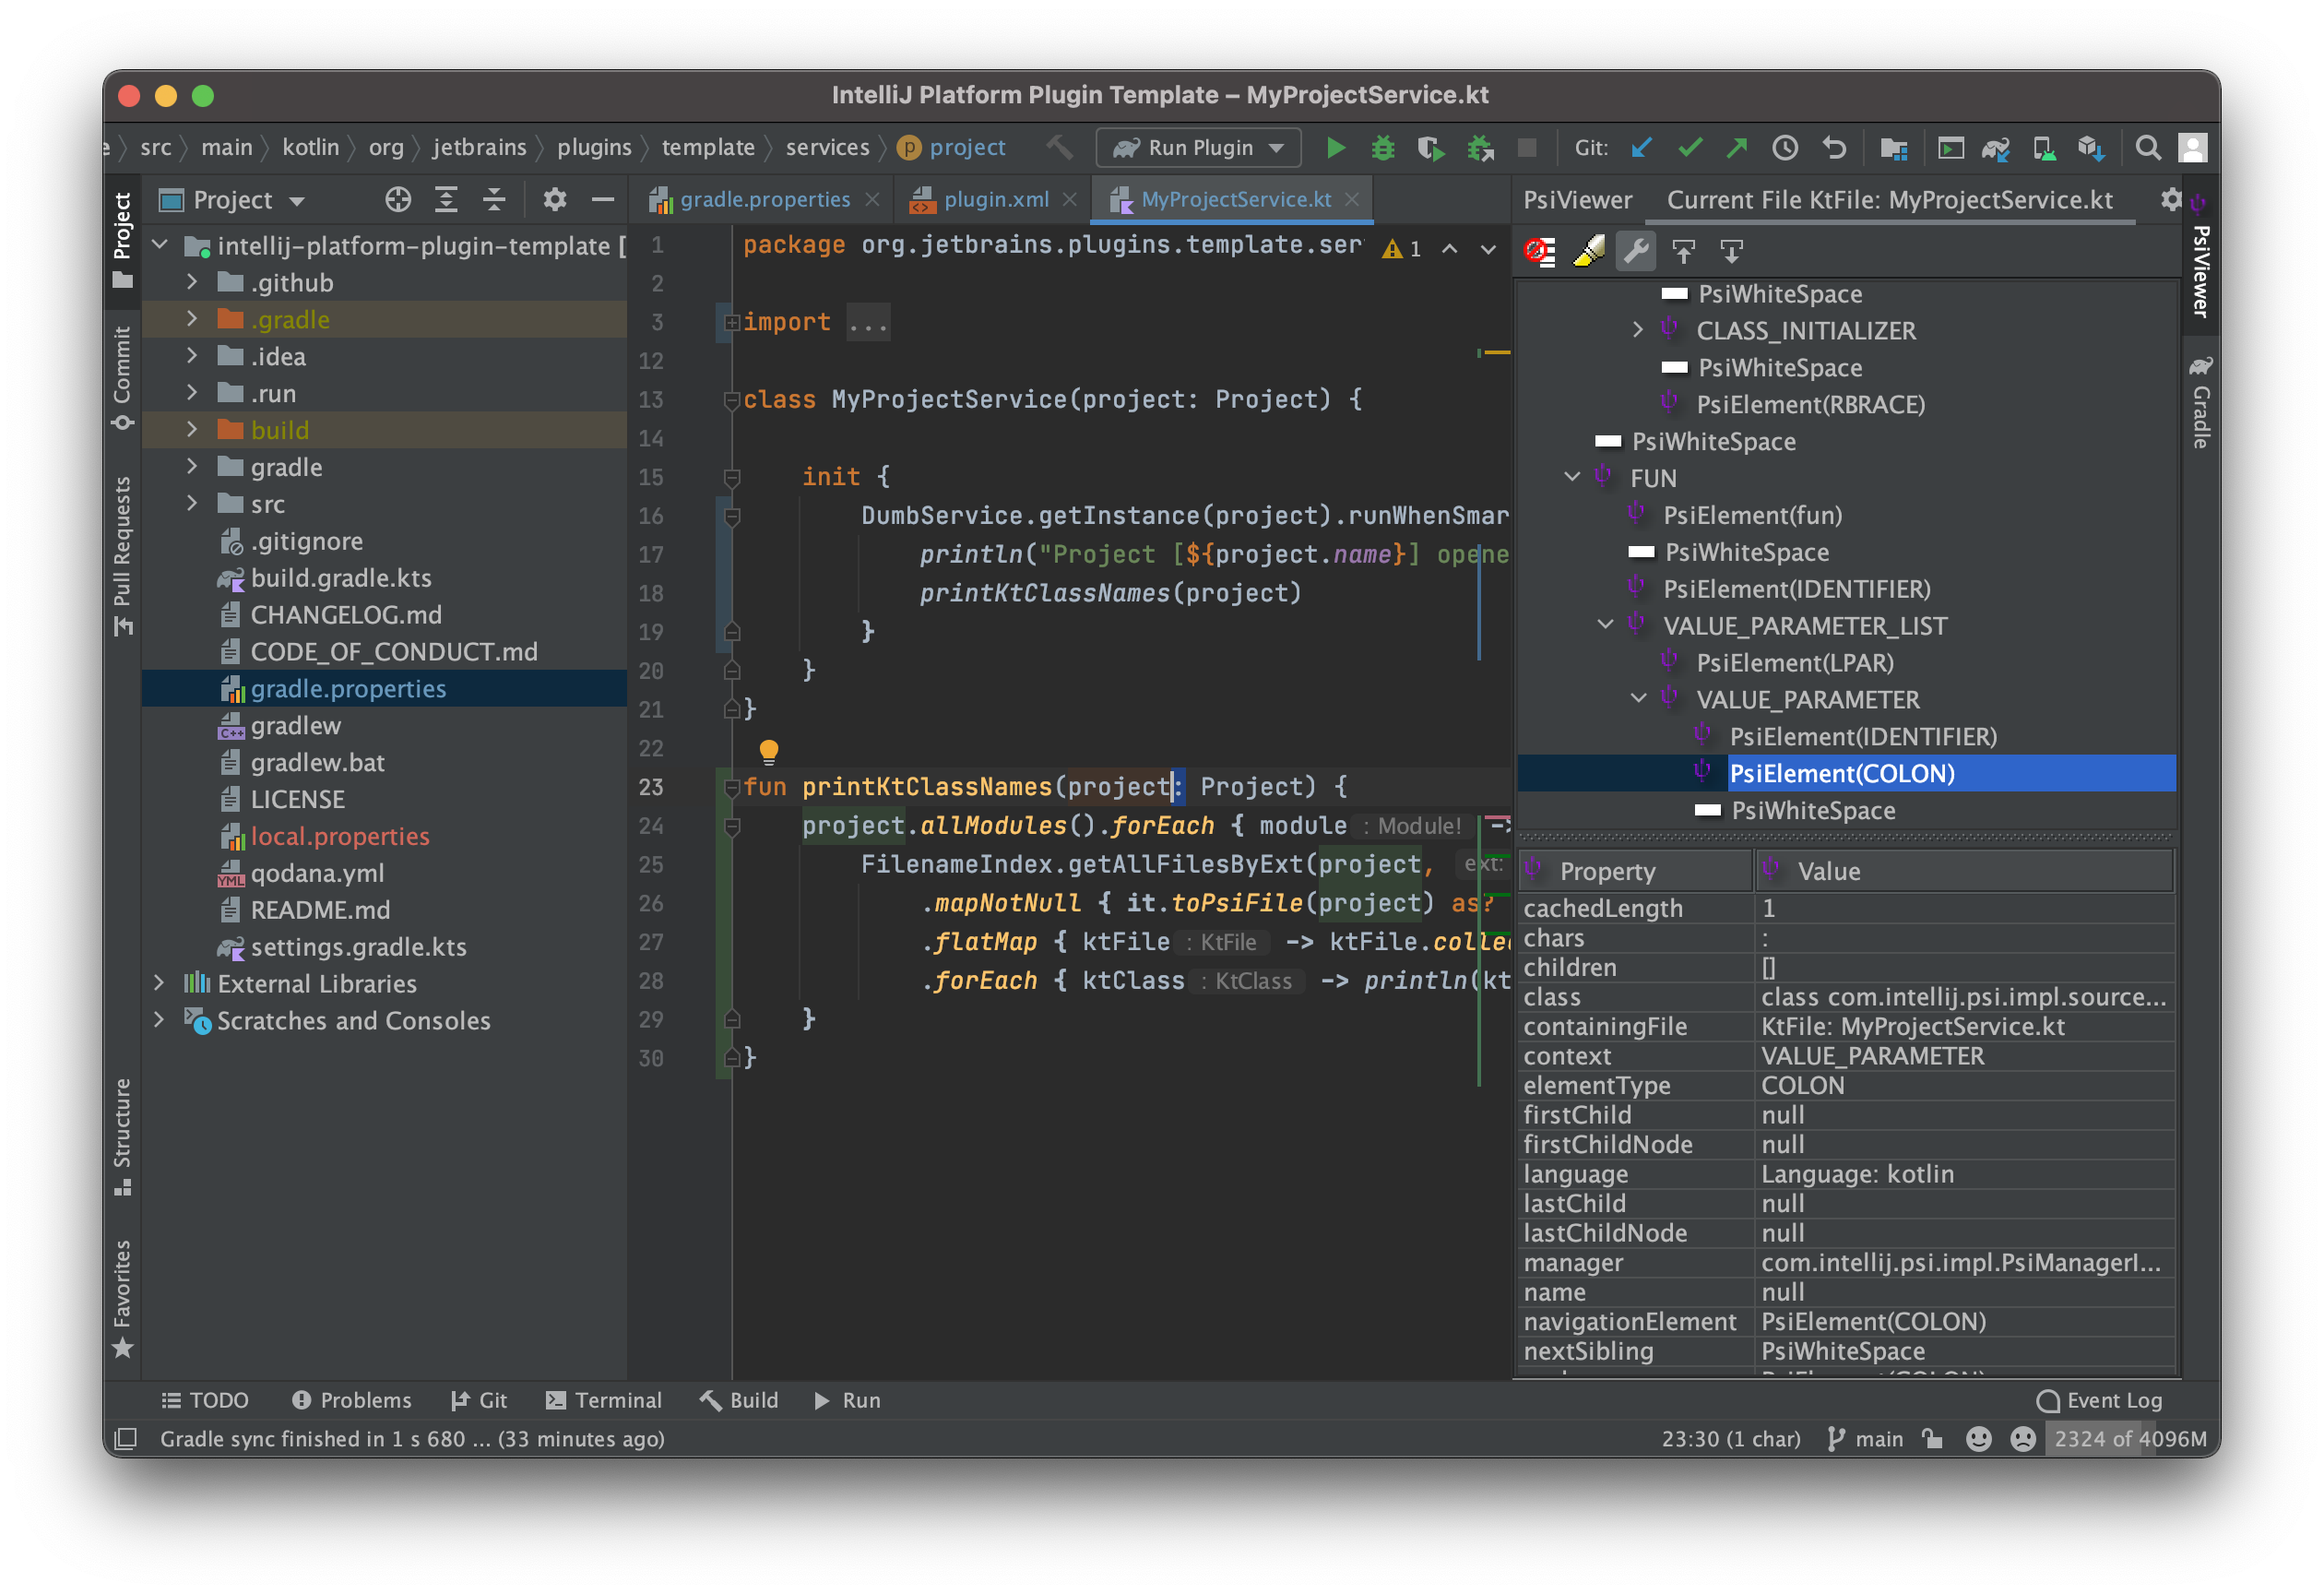 IntelliJ Platform Plugin Template – MyProjectService.kt
src main kotlin org jetbrains plugins template services p project Run Plugin Git:
Project
Commit
Pull Requests
Structure
Favorites
Project
intellij-platform-plugin-template [
.github
.gradle
.idea
.run
build
gradle
src
.gitignore
build.gradle.kts
CHANGELOG.md
CODE_OF_CONDUCT.md
gradle.properties
C++ gradlew
gradlew.bat
LICENSE
local.properties
YML qodana.yml
README.md
settings.gradle.kts
External Libraries
Scratches and Consoles
gradle.properties plugin.xml MyProjectService.kt
1 package org.jetbrains.plugins.template.ser 1
2
3 import ...
12
13 class MyProjectService(project: Project) {
14
15 init {
16 DumbService.getInstance(project).runWhenSmar
17 println("Project [${project.name}] opene
18 printKtClassNames(project)
19 }
20 }
21 }
22
23 fun printKtClassNames(project: Project) {
24 project.allModules().forEach { module : Module! ->
25 FilenameIndex.getAllFilesByExt(project, ext:
26 .mapNotNull { it.toPsiFile(project) as?
27 .flatMap { ktFile : KtFile -> ktFile.colle
28 .forEach { ktClass : KtClass -> println(kt
29 }
30 }
PsiViewer Current File KtFile: MyProjectService.kt
PsiWhiteSpace
CLASS_INITIALIZER
PsiWhiteSpace
PsiElement(RBRACE)
PsiWhiteSpace
FUN
PsiElement(fun)
PsiWhiteSpace
PsiElement(IDENTIFIER)
VALUE_PARAMETER_LIST
PsiElement(LPAR)
VALUE_PARAMETER
PsiElement(IDENTIFIER)
PsiElement(COLON)
PsiWhiteSpace
Property Value
cachedLength 1
chars :
children []
class class com.intellij.psi.impl.source...
containingFile KtFile: MyProjectService.kt
context VALUE_PARAMETER
elementType COLON
firstChild null
firstChildNode null
language Language: kotlin
lastChild null
lastChildNode null
manager com.intellij.psi.impl.PsiManagerI...
name null
navigationElement PsiElement(COLON)
nextSibling PsiWhiteSpace
PsiViewer
Gradle
TODO Problems Git Terminal Build Run Event Log
Gradle sync finished in 1 s 680 ... (33 minutes ago) 23:30 (1 char) main 2324 of 4096M